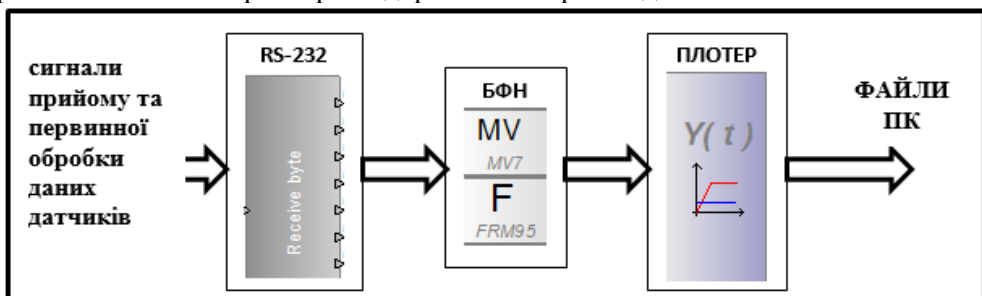 сигнали
прийому та
первинної
обробки
даних
датчиків
RS-232
Receive byte
БФН
MV
MV7
F
FRM95
ПЛОТЕР
Y( t )
ФАЙЛИ
ПК